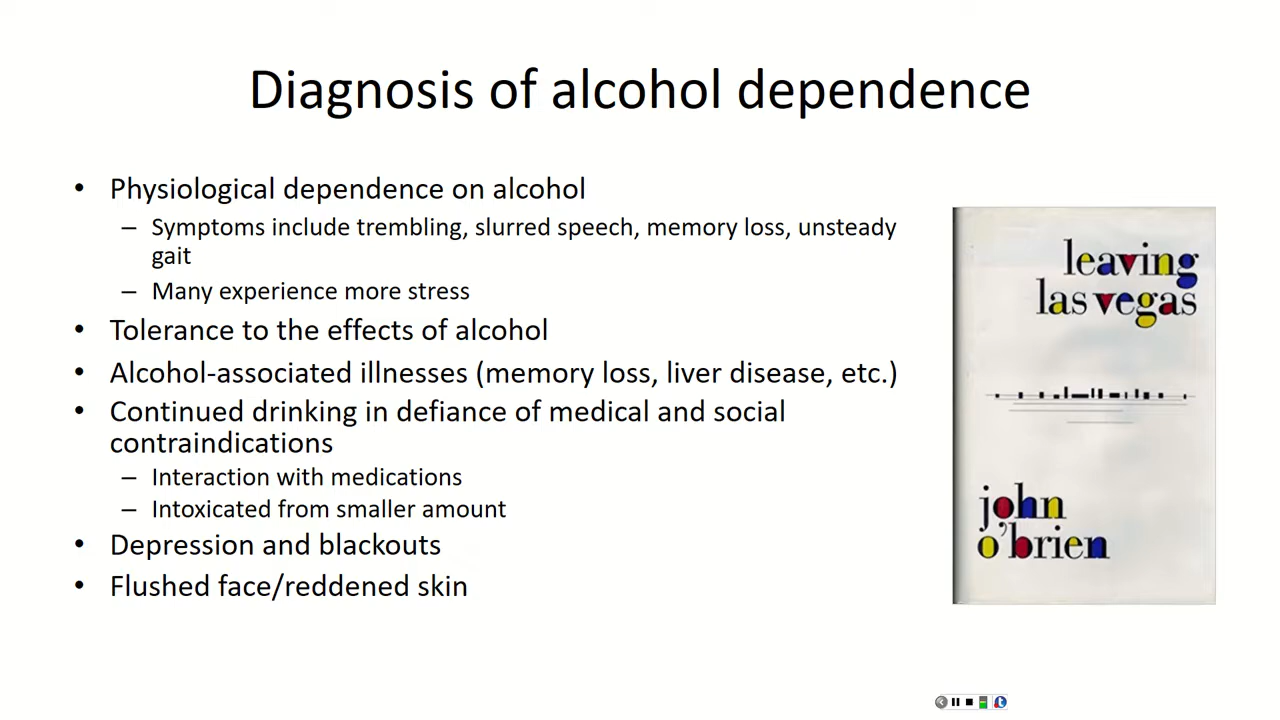 Diagnosis of alcohol dependence
• Physiological dependence on alcohol
– Symptoms include trembling, slurred speech, memory loss, unsteady
gait
– Many experience more stress
• Tolerance to the effects of alcohol
• Alcohol-associated illnesses (memory loss, liver disease, etc.)
• Continued drinking in defiance of medical and social
contraindications
– Interaction with medications
– Intoxicated from smaller amount
• Depression and blackouts
• Flushed face/reddened skin
leaving
las vegas
john
o'brien